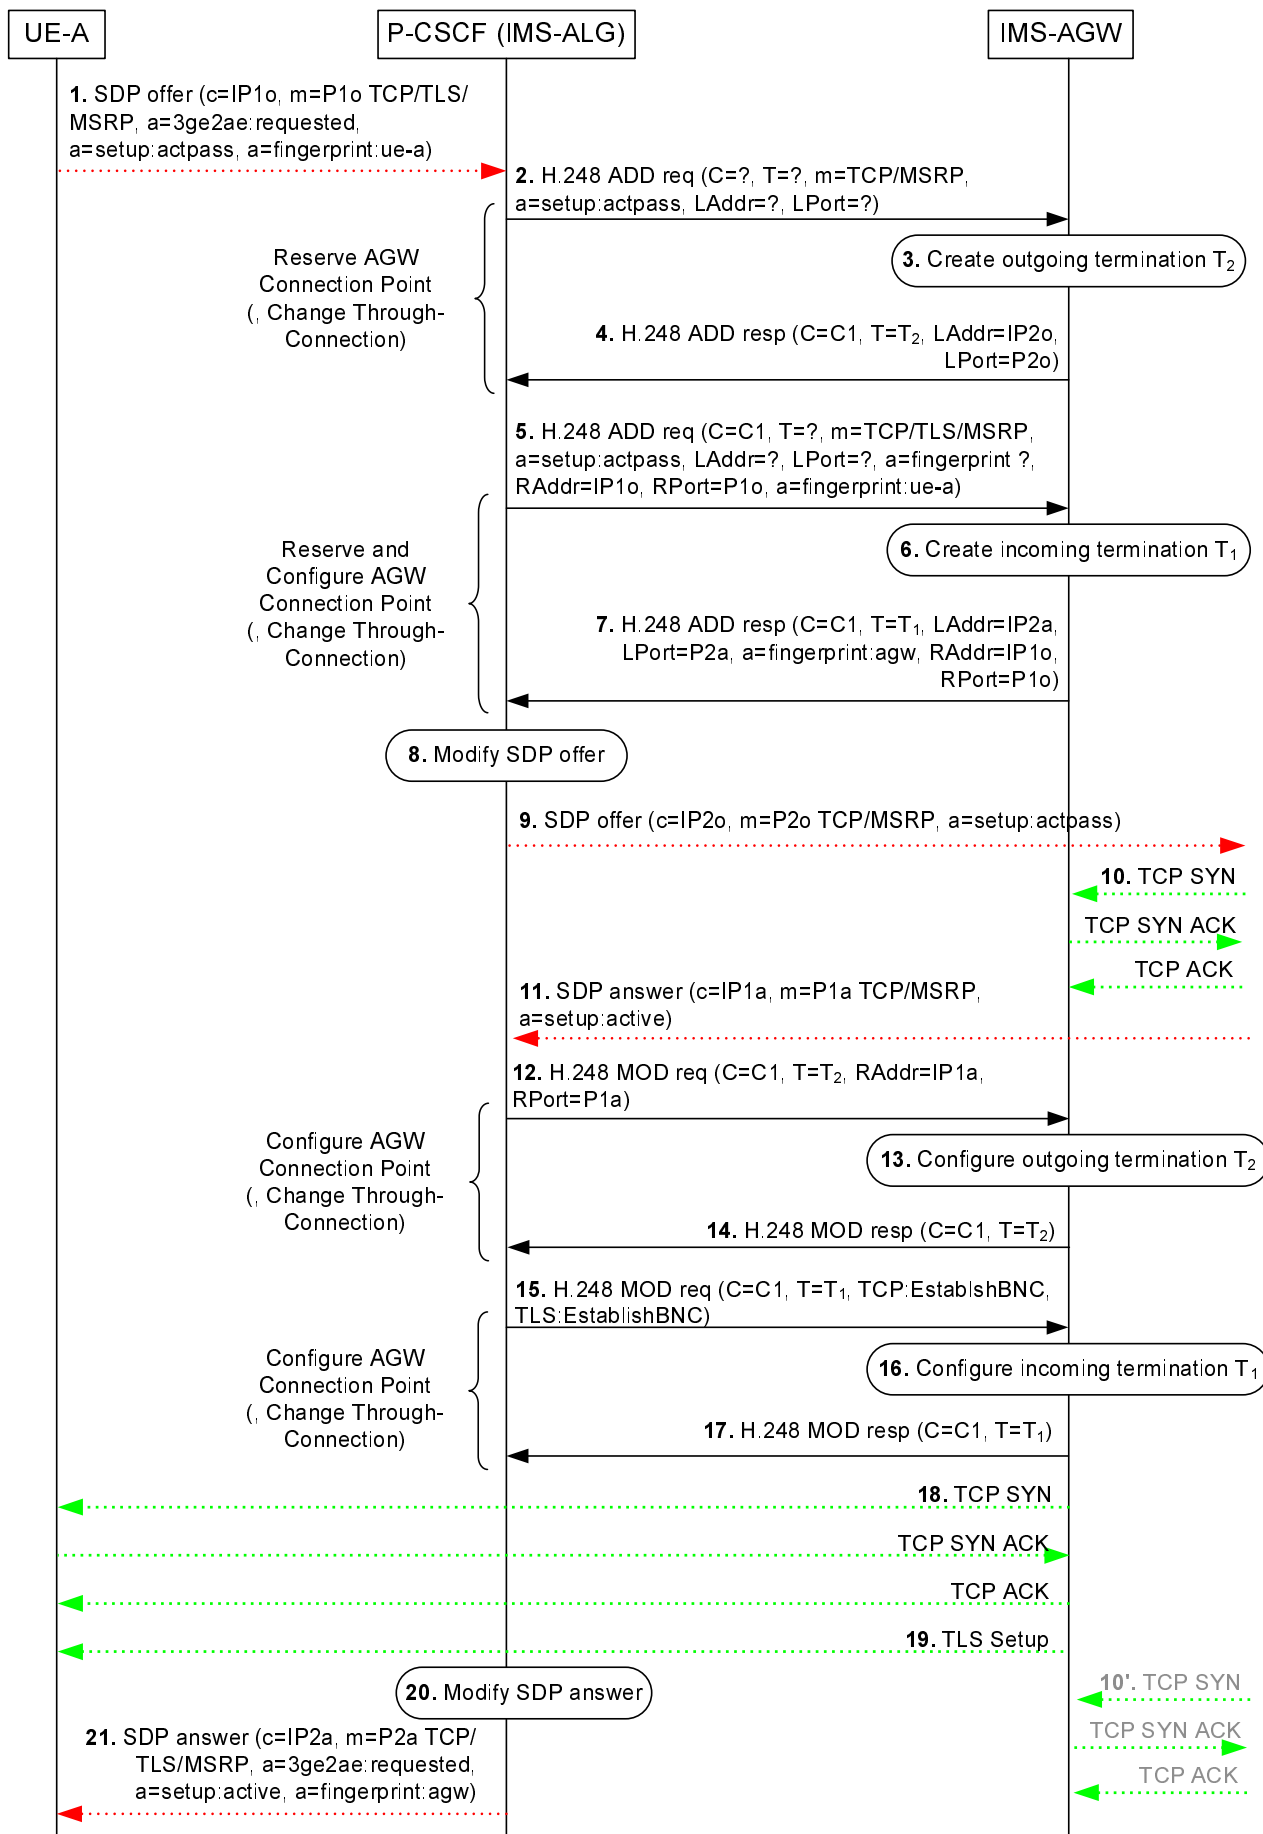 UE-A
P-CSCF (IMS-ALG)
IMS-AGW
1. SDP offer (c=IP1o, m=P1o TCP/TLS/
MSRP, a=3ge2ae:requested,
a=setup:actpass, a=fingerprint:ue-a)
2. H.248 ADD req (C=?, T=?, m=TCP/MSRP,
a=setup:actpass, LAddr=?, LPort=?)
Reserve AGW
Connection Point
(, Change Through-
Connection)
3. Create outgoing termination T2
4. H.248 ADD resp (C=C1, T=T2, LAddr=IP2o,
LPort=P2o)
5. H.248 ADD req (C=C1, T=?, m=TCP/TLS/MSRP,
a=setup:actpass, LAddr=?, LPort=?, a=fingerprint ?,
RAddr=IP1o, RPort=P1o, a=fingerprint:ue-a)
Reserve and
Configure AGW
Connection Point
(, Change Through-
Connection)
6. Create incoming termination T1
7. H.248 ADD resp (C=C1, T=T1, LAddr=IP2a,
LPort=P2a, a=fingerprint:agw, RAddr=IP1o,
RPort=P1o)
8. Modify SDP offer
9. SDP offer (c=IP2o, m=P2o TCP/MSRP, a=setup:actpass)
10. TCP SYN
TCP SYN ACK
TCP ACK
11. SDP answer (c=IP1a, m=P1a TCP/MSRP,
a=setup:active)
12. H.248 MOD req (C=C1, T=T2, RAddr=IP1a,
RPort=P1a)
Configure AGW
Connection Point
(, Change Through-
Connection)
13. Configure outgoing termination T2
14. H.248 MOD resp (C=C1, T=T2)
15. H.248 MOD req (C=C1, T=T1, TCP:EstablshBNC,
TLS:EstablishBNC)
Configure AGW
Connection Point
(, Change Through-
Connection)
16. Configure incoming termination T1
17. H.248 MOD resp (C=C1, T=T1)
18. TCP SYN
TCP SYN ACK
TCP ACK
19. TLS Setup
20. Modify SDP answer
10'. TCP SYN
TCP SYN ACK
TCP ACK
21. SDP answer (c=IP2a, m=P2a TCP/
TLS/MSRP, a=3ge2ae:requested,
a=setup:active, a=fingerprint:agw)